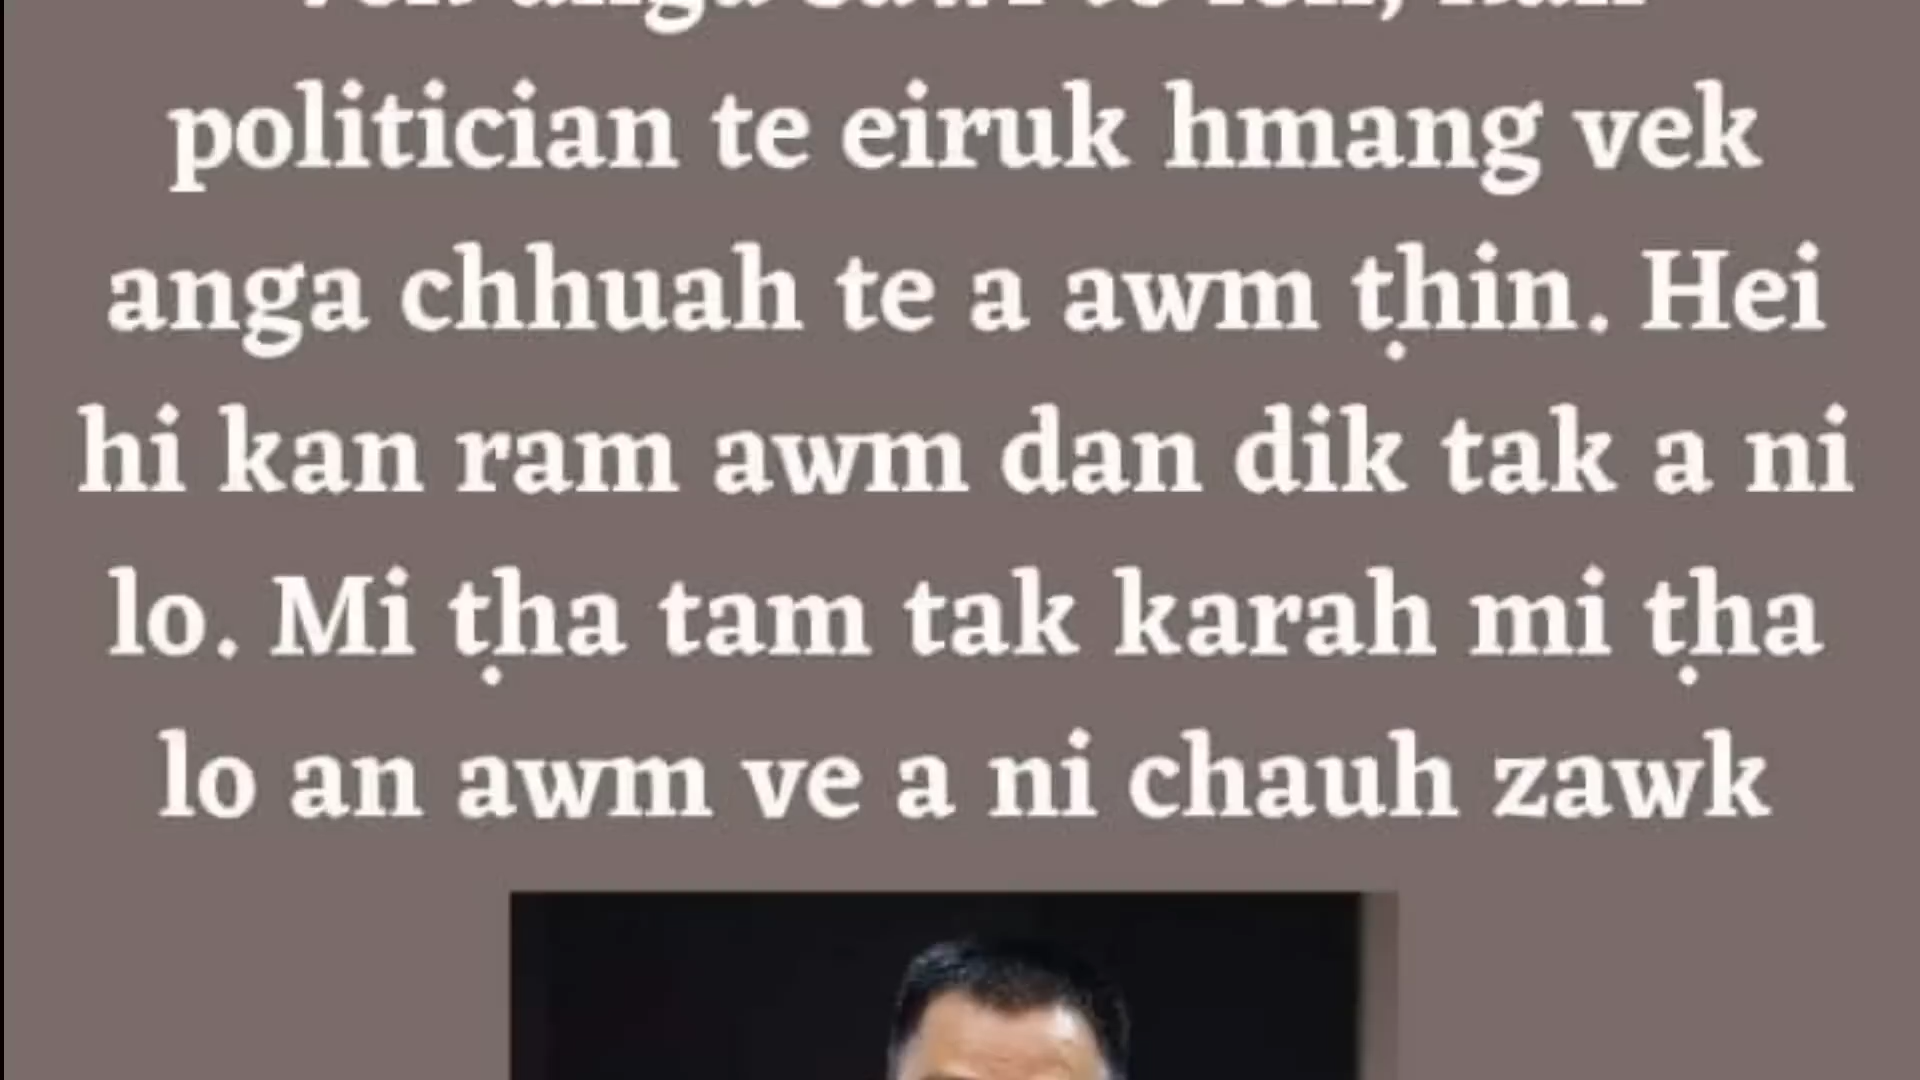 politician te eiruk hmang vek
anga chhuah te a awm ṭhin. Hei
hi kan ram awm dan dik tak a ni
lo. Mi ṭha tam tak karah mi ṭha
lo an awm ve a ni chauh zawk